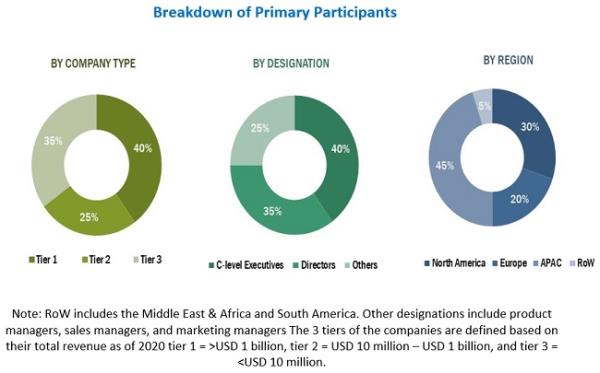 Breakdown of Primary Participants
BY COMPANY TYPE
35%
40%
25%
Tier 1 Tier 2 Tier 3
BY DESIGNATION
25%
40%
35%
C-level Executives Directors Others
BY REGION
5%
30%
45%
20%
North America Europe APAC RoW
Note: RoW includes the Middle East & Africa and South America. Other designations include product
managers, sales managers, and marketing managers The 3 tiers of the companies are defined based on
their total revenue as of 2020 tier 1 = >USD 1 billion, tier 2 = USD 10 million – USD 1 billion, and tier 3 =
<USD 10 million.